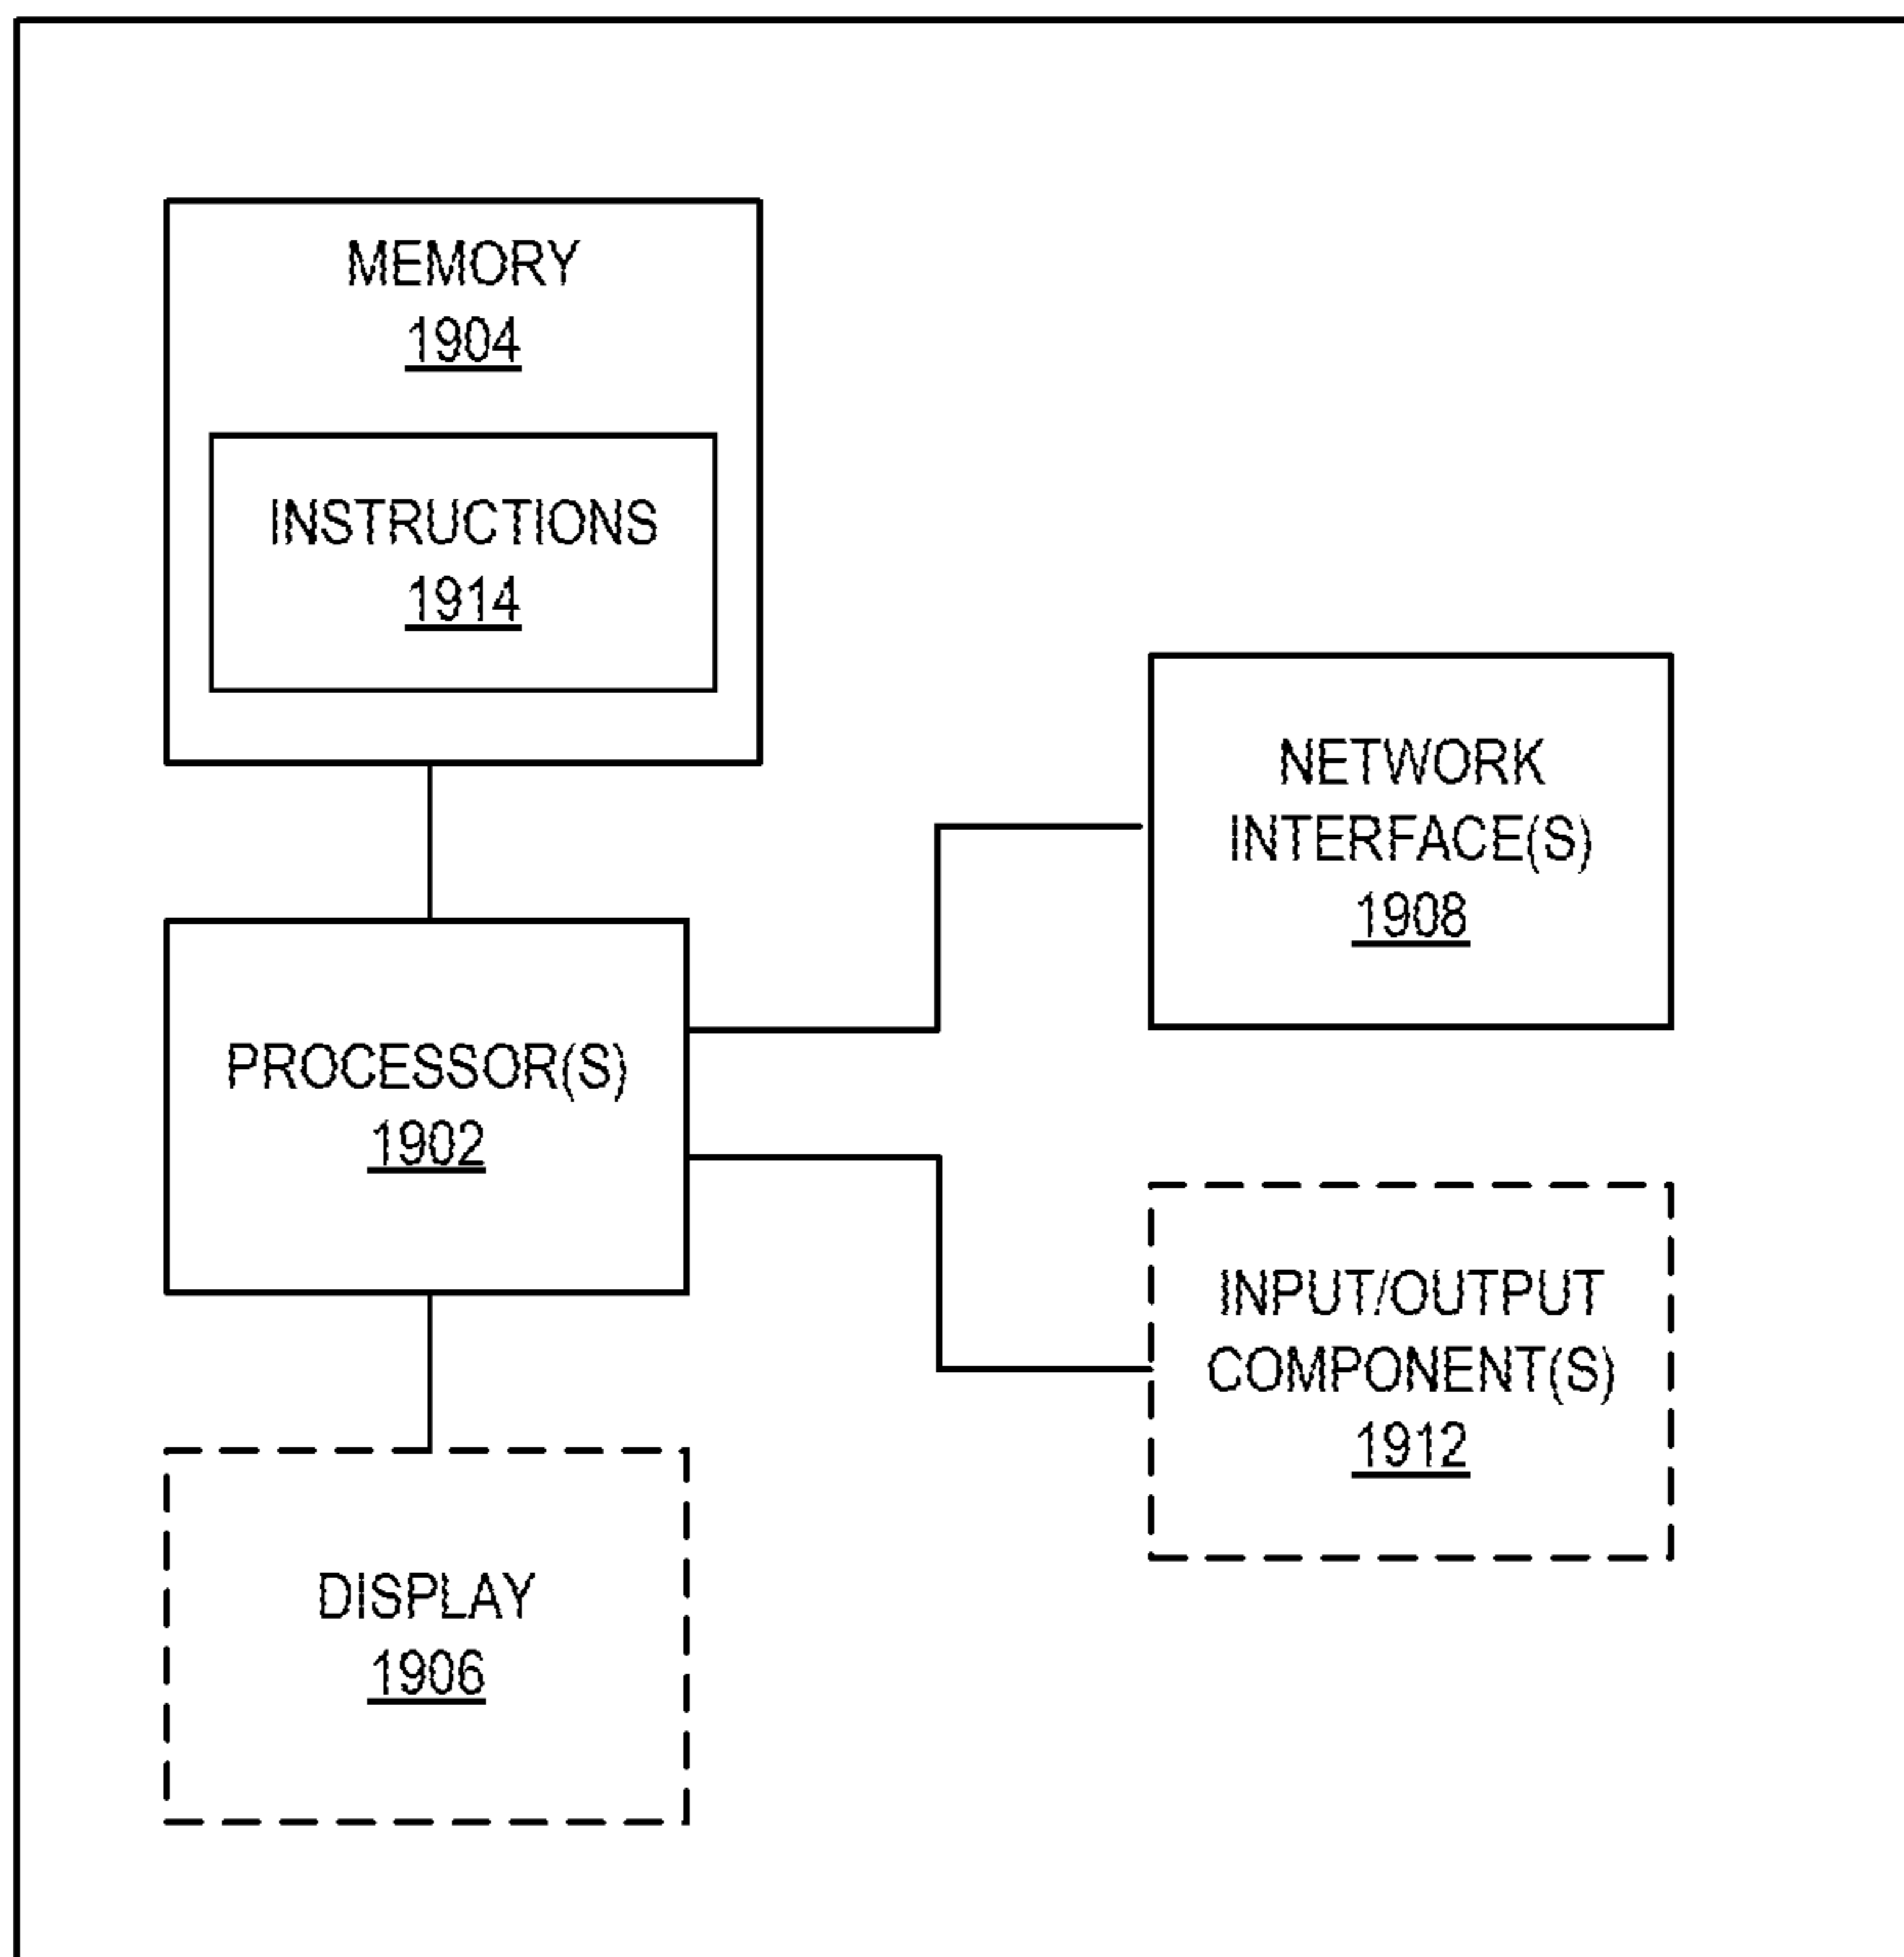 MEMORY
1904
INSTRUCTIONS
1914
NETWORK
INTERFACE(S)
1908
PROCESSOR(S)
1902
INPUT/OUTPUT
COMPONENT(S)
1912
DISPLAY
1906